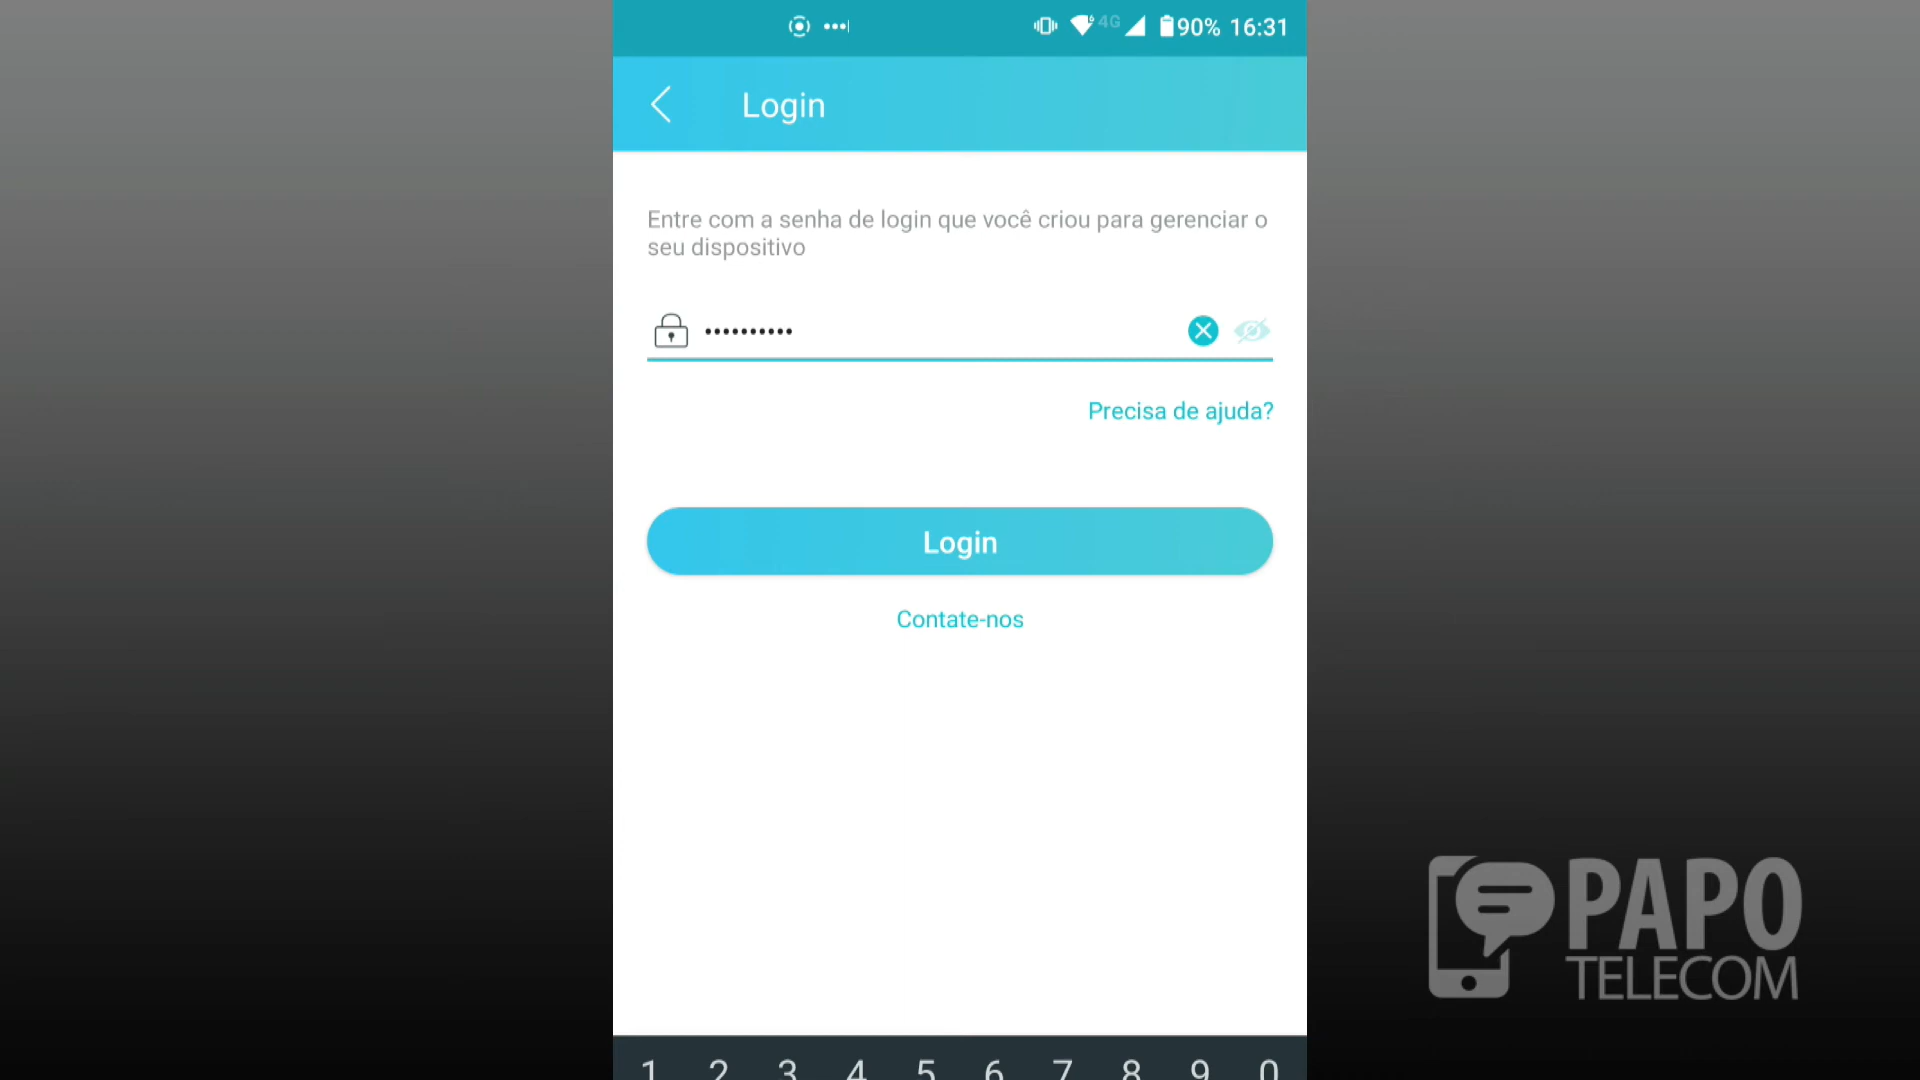 4G 90% 16:31
Login
Entre com a senha de login que você criou para gerenciar o
seu dispositivo
••••••••••
Precisa de ajuda?
Login
Contate-nos
PAPO
TELECOM
1 2 3 4 5 6 7 8 9 0